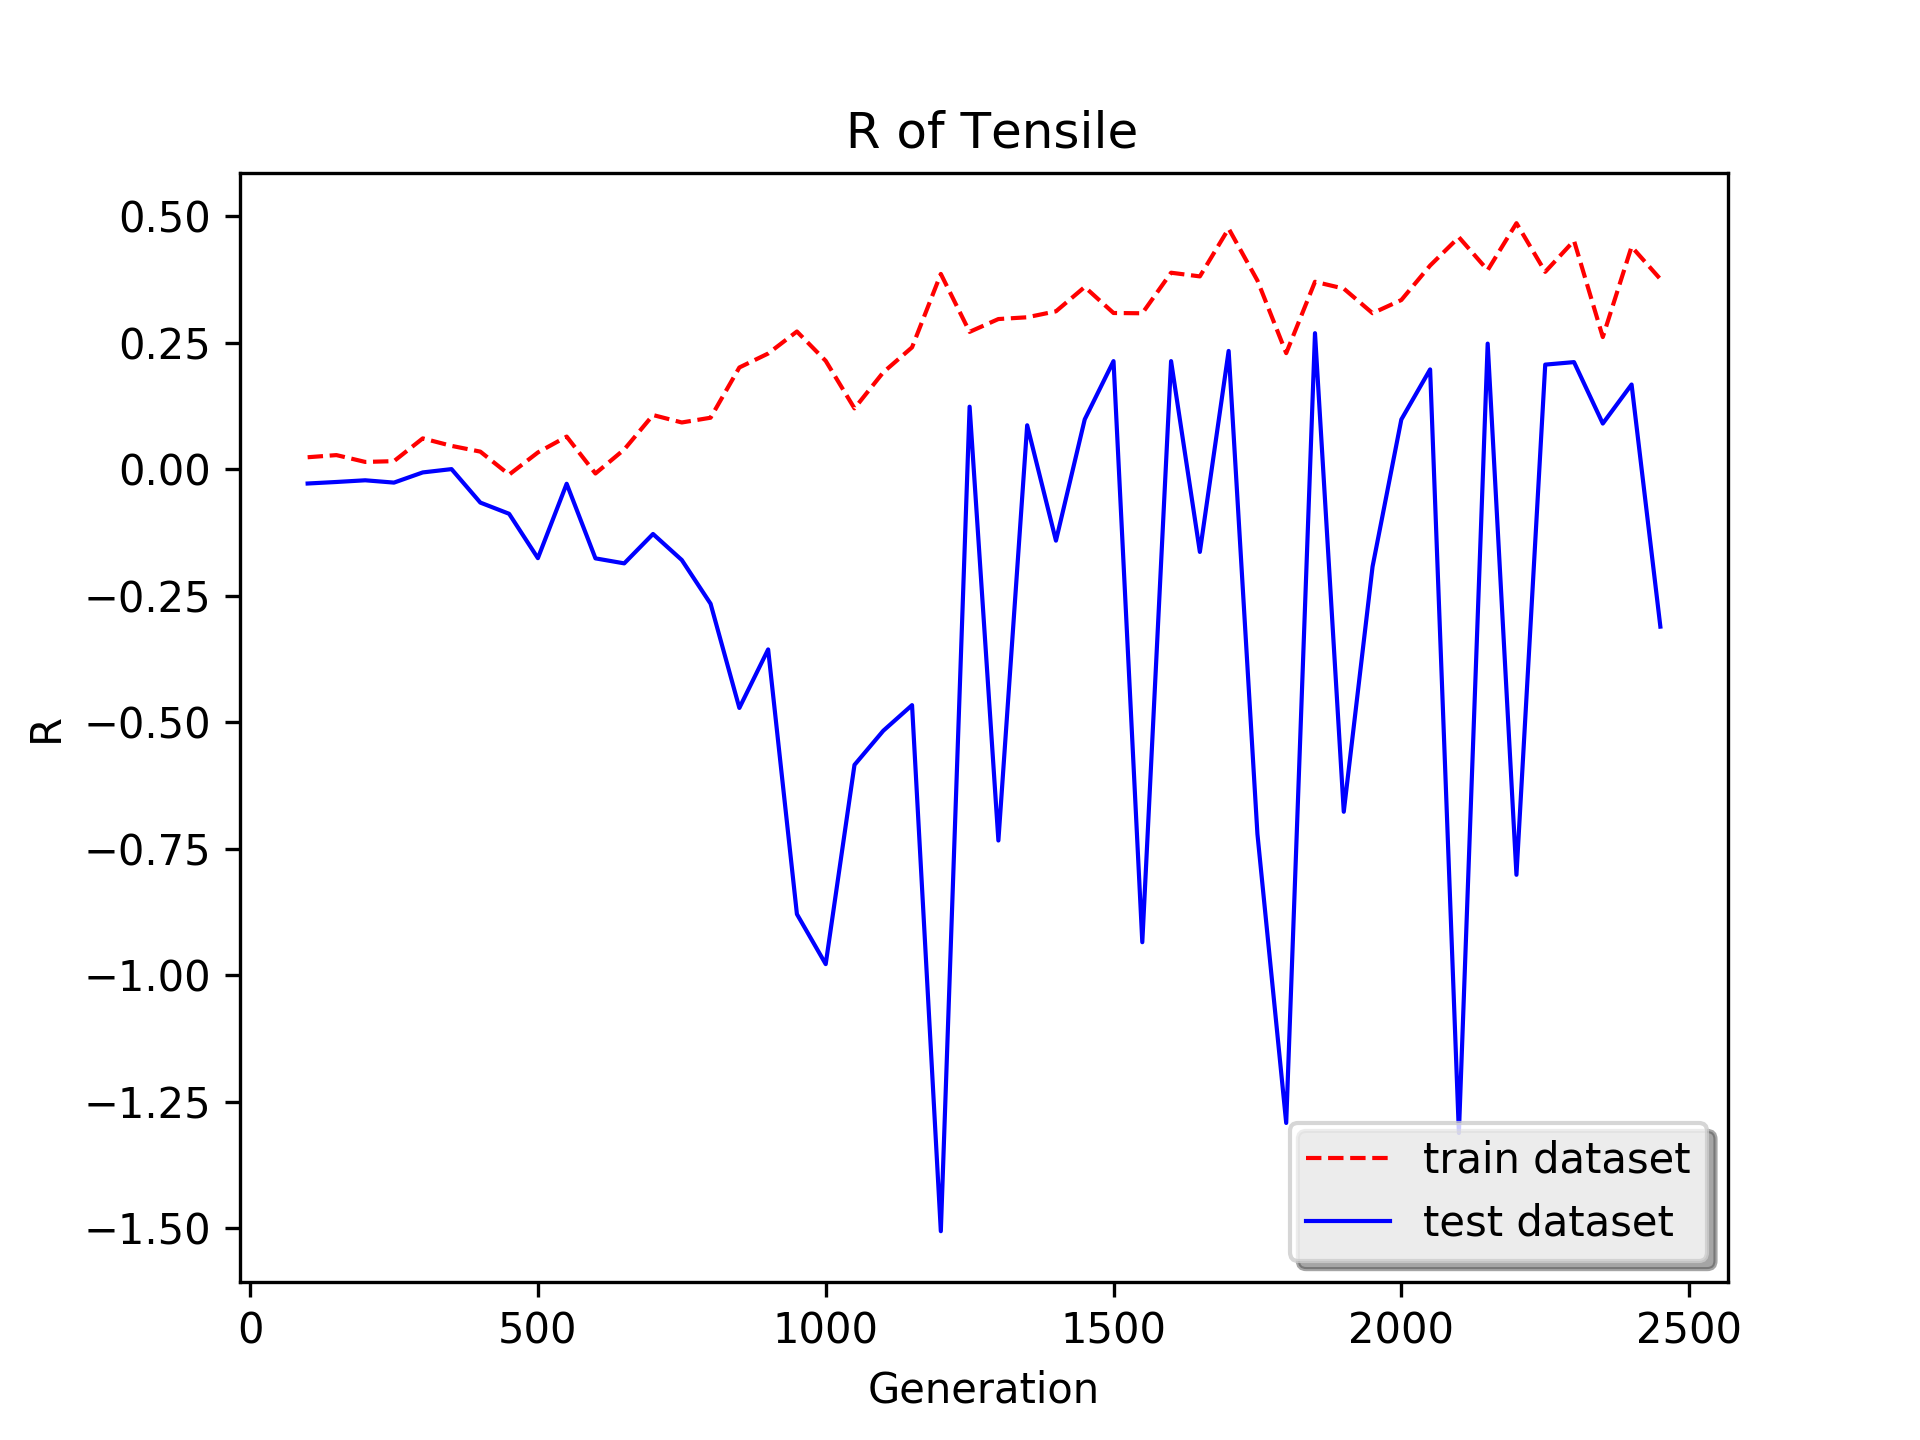 R of Tensile
0.50
0.25
0.00
−0.25
−0.50
−0.75
−1.00
−1.25
−1.50
R
train dataset
test dataset
0 500 1000 1500 2000 2500
Generation